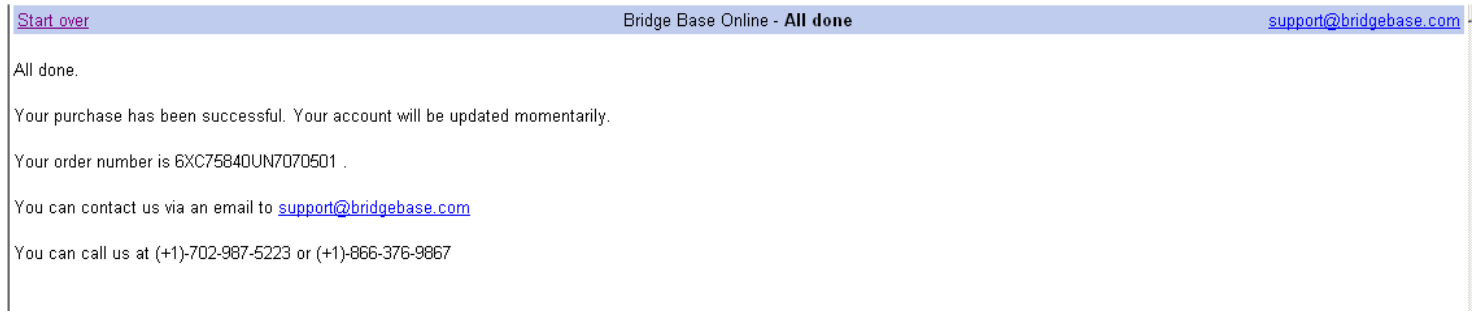 Start over Bridge Base Online - All done support@bridgebase.com
All done.
Your purchase has been successful. Your account will be updated momentarily.
Your order number is 6XC75840UN7070501 .
You can contact us via an email to support@bridgebase.com
You can call us at (+1)-702-987-5223 or (+1)-866-376-9867